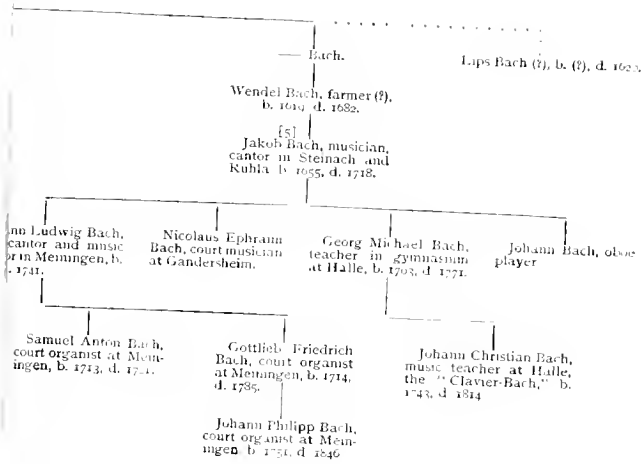 — Bach.
Lips Bach (?), b. (?), d. 1620.
Wendel Bach, farmer (?),
b. 1619 d. 1682.
[5]
Jakob Bach, musician,
cantor in Steinach and
Ruhla b 1655, d. 1718.
nn Ludwig Bach,
cantor and music
or in Meiningen, b.
. 1741.
Nicolaus Ephraim
Bach, court musician
at Gandersheim.
Georg Michael Bach,
teacher in gymnasium
at Halle, b. 1703, d 1771.
Johann Bach, oboe
player
Samuel Anton Bach,
court organist at Mein-
ingen, b. 1713, d.
Gottlieb Friedrich
Bach, court organist
at Meiningen, b. 1714,
d. 1785.
Johann Christian Bach,
music teacher at Halle,
the "Clavier-Bach," b.
1743, d 1814
Johann Philipp Bach,
court organist at Mein-
ingen b 1751, d 1846